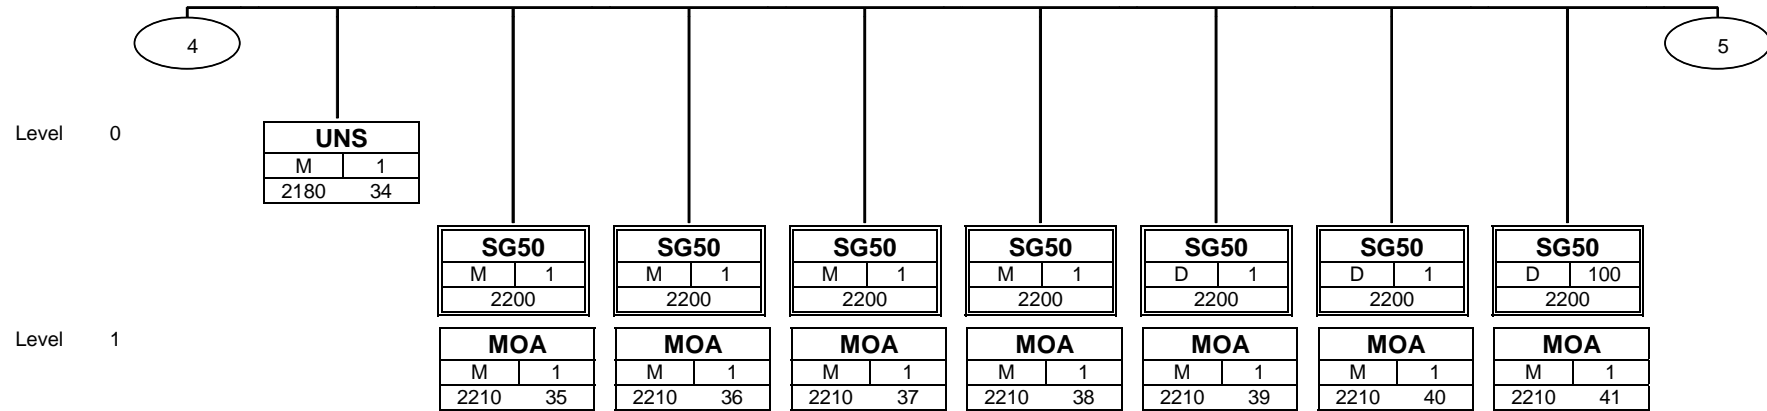 4 5
Level 0
UNS
M 1
2180 34
SG50 SG50 SG50 SG50 SG50 SG50 SG50
M 1 M 1 M 1 M 1 D 1 D 1 D 100
2200 2200 2200 2200 2200 2200 2200
Level 1
MOA MOA MOA MOA MOA MOA MOA
M 1 M 1 M 1 M 1 M 1 M 1 M 1
2210 35 2210 36 2210 37 2210 38 2210 39 2210 40 2210 41